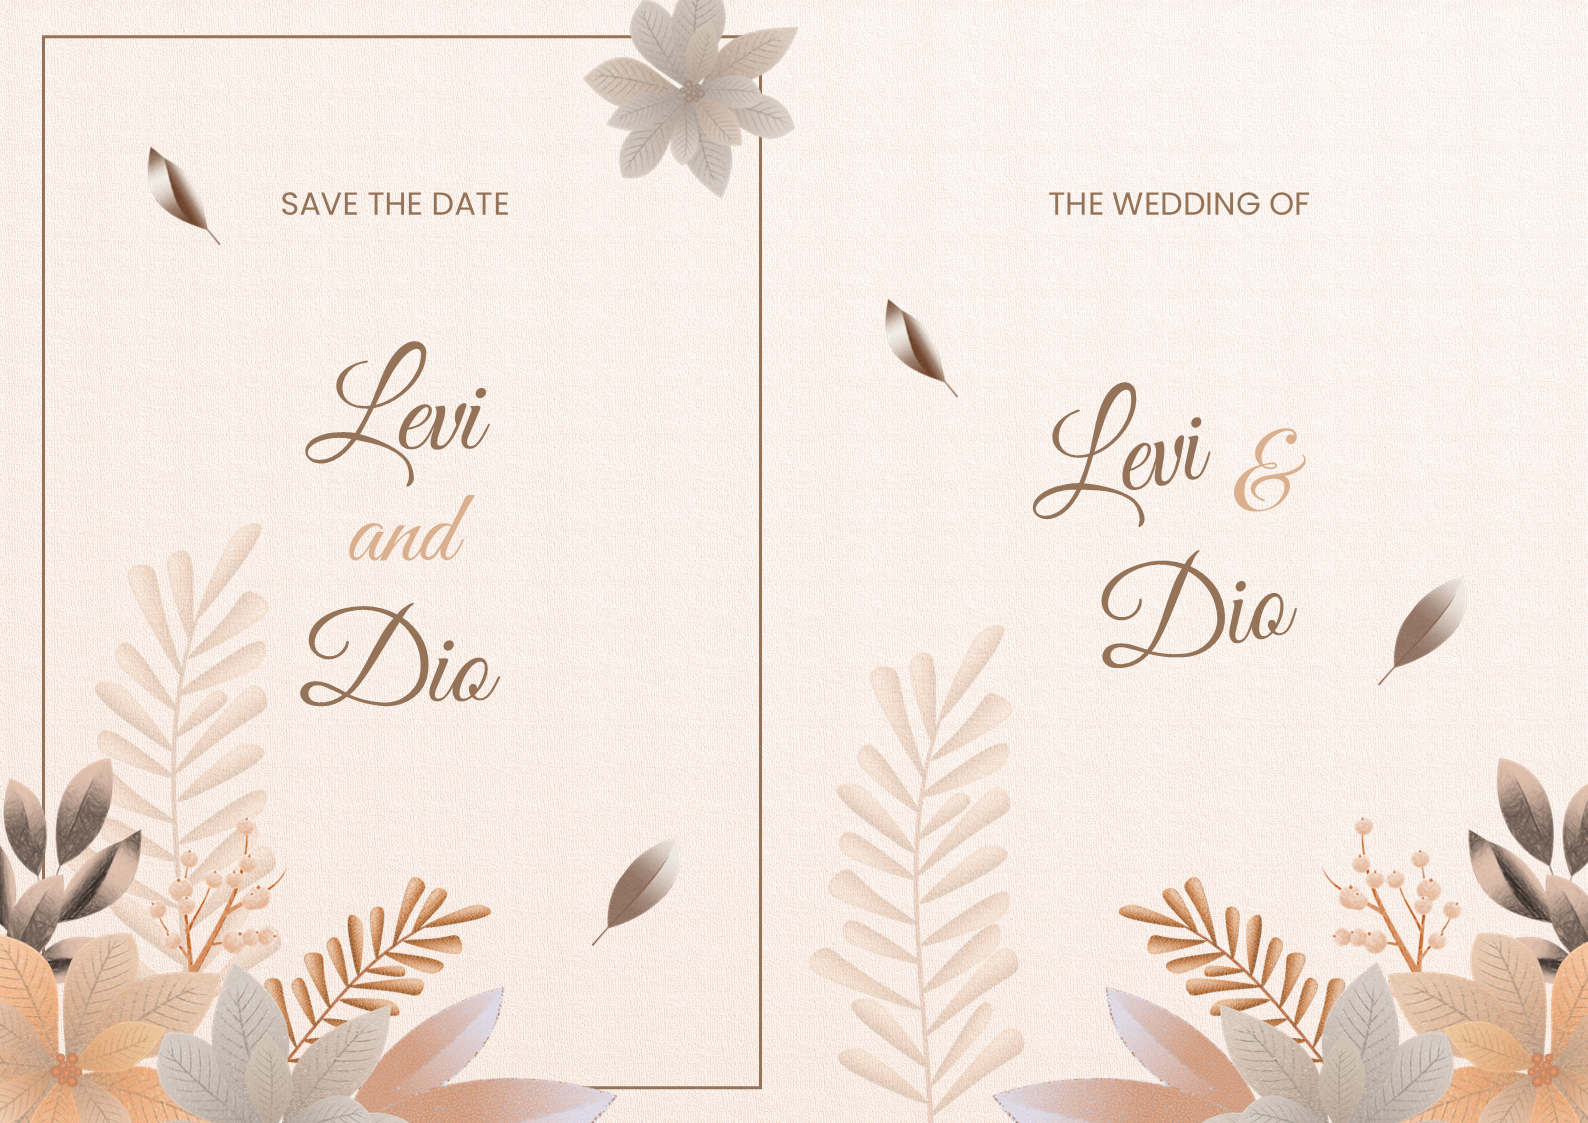 SAVE THE DATE
Levi
and
Dio
THE WEDDING OF
Levi &
Dio